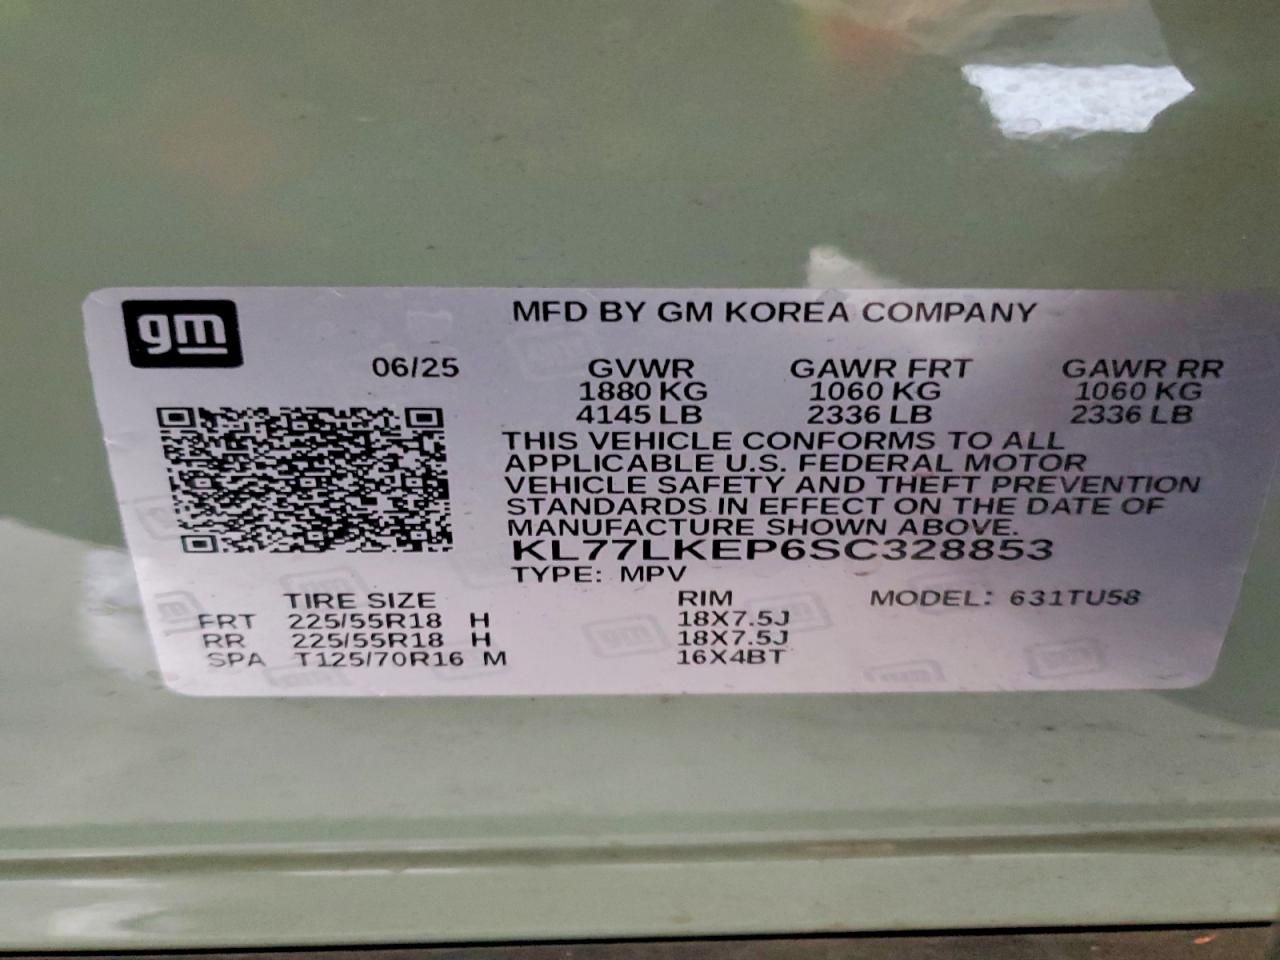 gm
MFD BY GM KOREA COMPANY
06/25
GVWR GAWR FRT GAWR RR
1880 KG 1060 KG 1060 KG
4145 LB 2336 LB 2336 LB
THIS VEHICLE CONFORMS TO ALL
APPLICABLE U.S. FEDERAL MOTOR
VEHICLE SAFETY AND THEFT PREVENTION
STANDARDS IN EFFECT ON THE DATE OF
MANUFACTURE SHOWN ABOVE.
KL77LKEP6SC328853
TYPE: MPV
TIRE SIZE RIM MODEL: 631TU58
FRT 225/55R18 H 18X7.5J
RR 225/55R18 H 18X7.5J
SPA T125/70R16 M 16X4BT